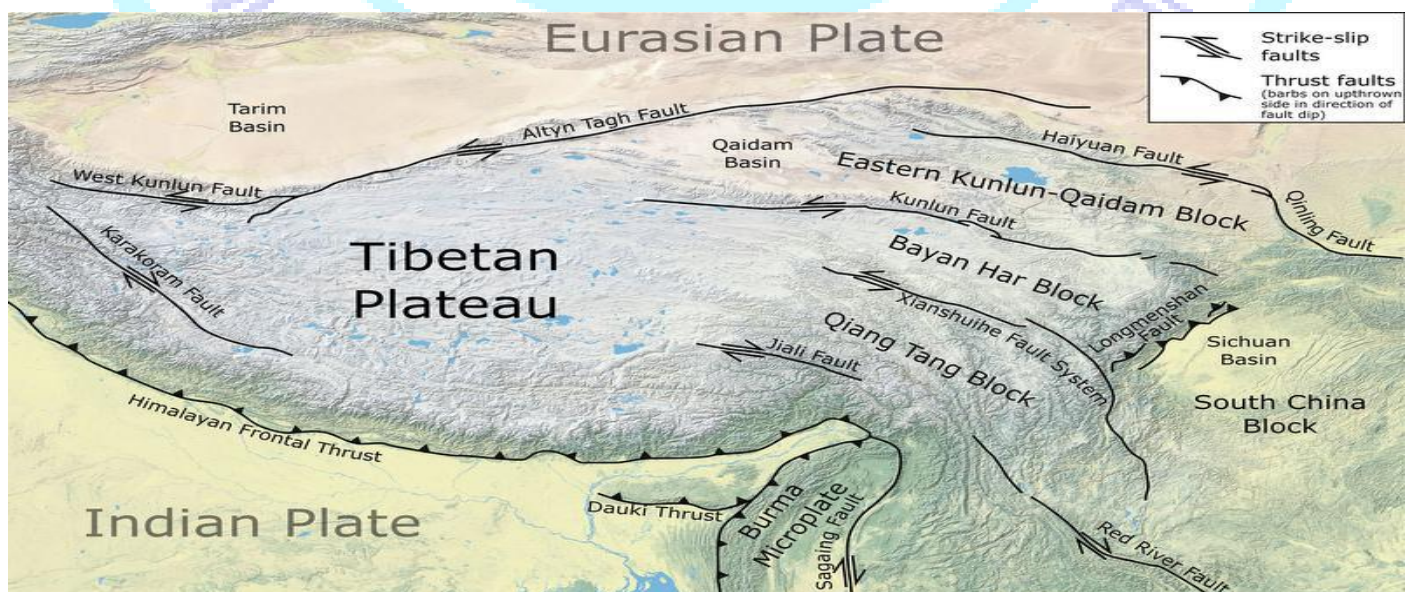 Eurasian Plate
Strike-slip
faults
Thrust faults
(barbs on upthrown
side in direction of
fault dip)
Tarim
Basin
Altyn Tagh Fault
Qaidam
Basin
Haiyuan Fault
West Kunlun Fault
Eastern Kunlun-Qaidam Block
Kunlun Fault
Qinling Fault
Karakoram Fault
Tibetan
Plateau
Bayan Har Block
Xianshuihe Fault System
Longmenshan
Fault
Qiang Tang Block
Jiali Fault
Sichuan
Basin
South China
Block
Himalayan Frontal Thrust
Indian Plate
Dauki Thrust
Burma
Microplate
Sagaing Fault
Red River Fault